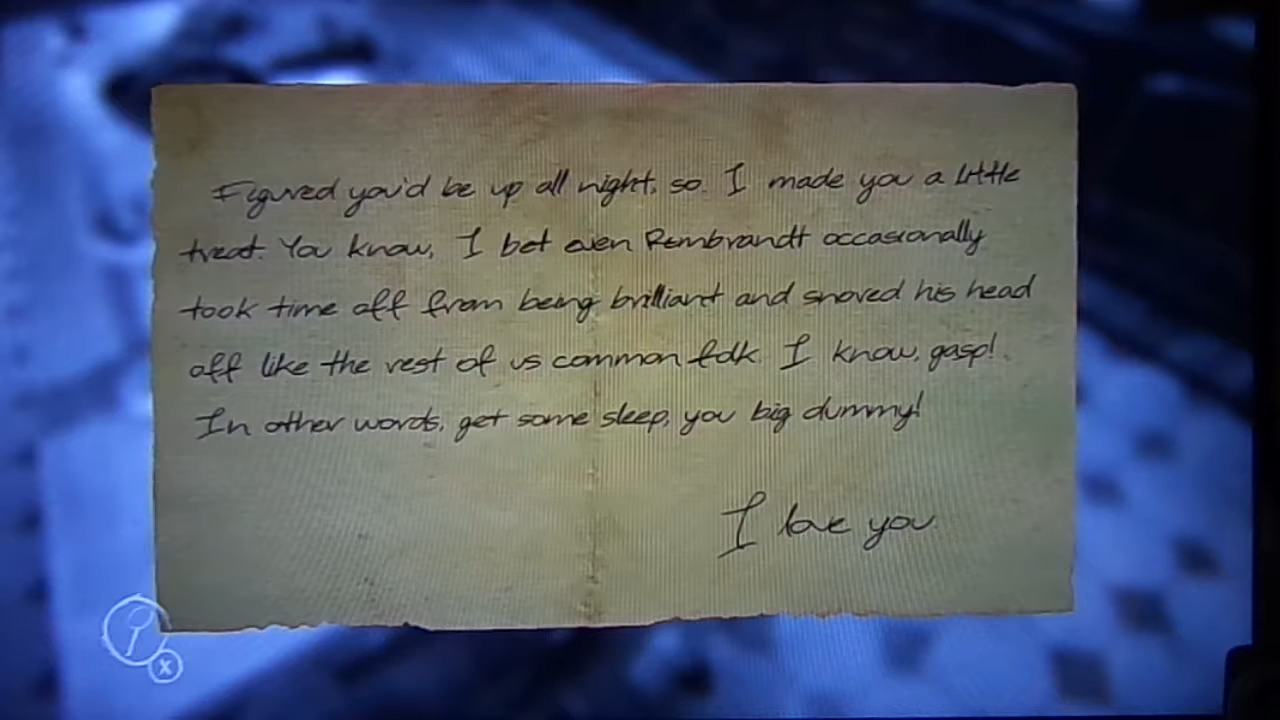 Figured you'd be up all night, so I made you a little
treat. You know, I bet even Rembrandt occasionally
took time off from being brilliant and snored his head
off like the rest of us common folk. I know, gasp!
In other words, get some sleep, you big dummy!
I love you.
X